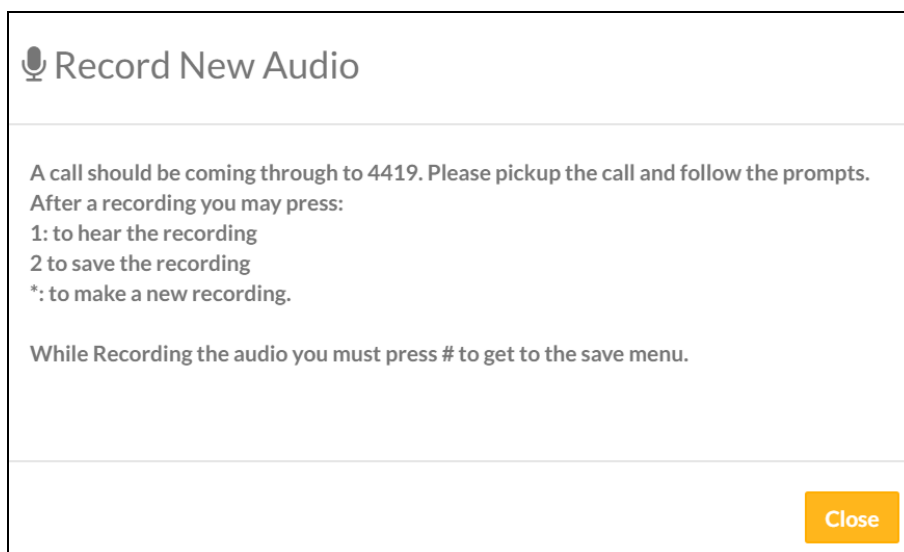 Record New Audio
A call should be coming through to 4419. Please pickup the call and follow the prompts.
After a recording you may press:
1: to hear the recording
2 to save the recording
*: to make a new recording.
While Recording the audio you must press # to get to the save menu.
Close